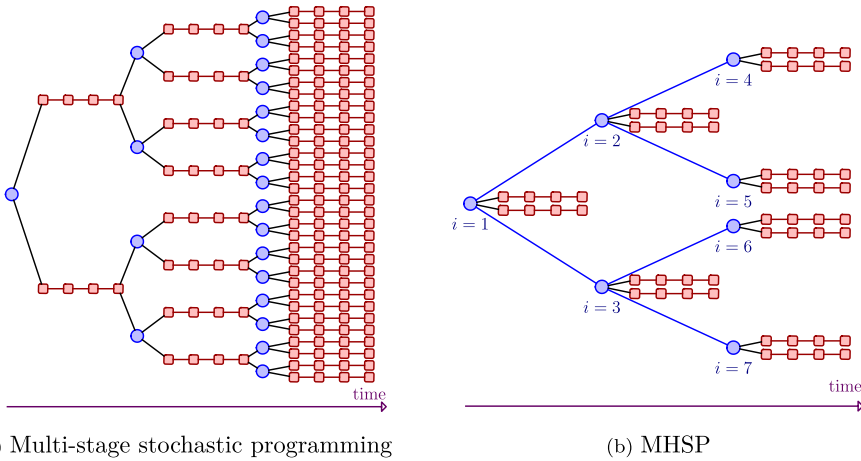 i = 4
i = 2
i = 5
i = 1
i = 6
i = 3
i = 7
time
time
) Multi-stage stochastic programming
(b) MHSP